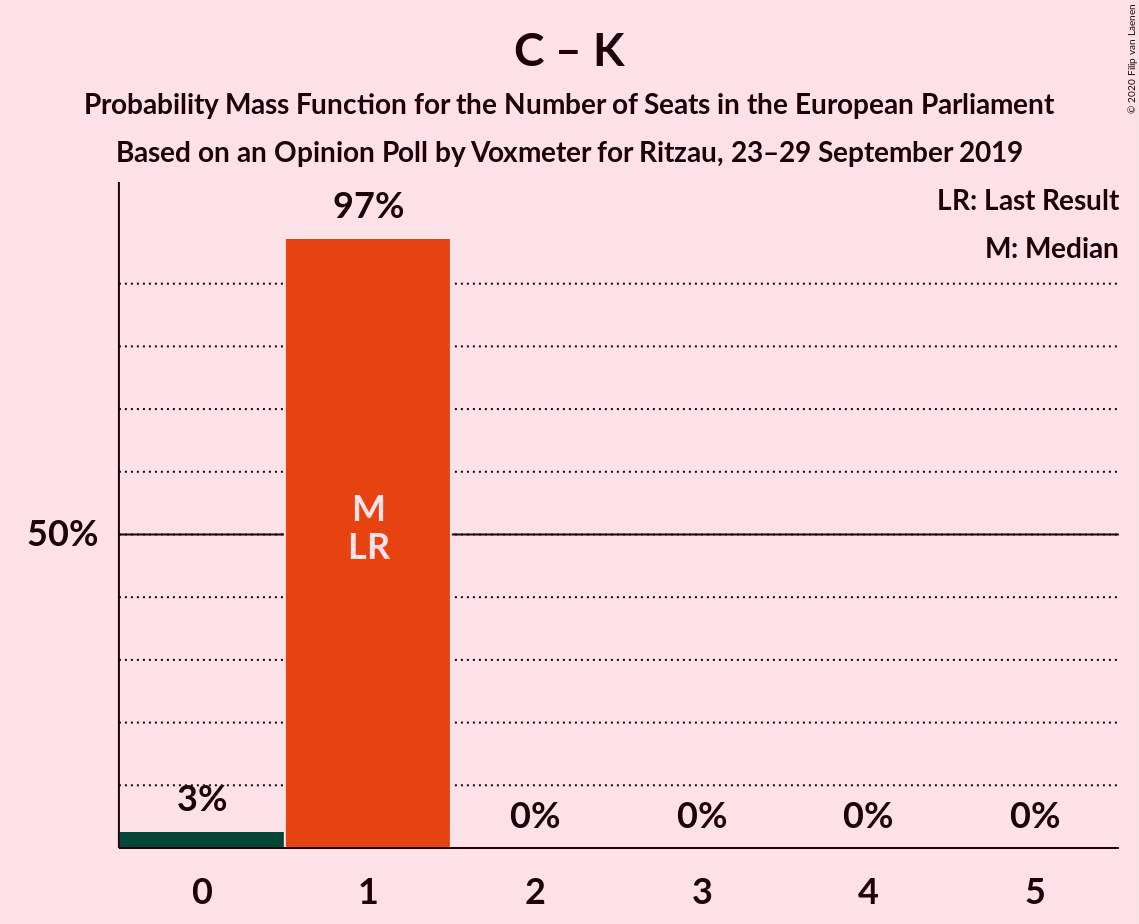 C – K
Probability Mass Function for the Number of Seats in the European Parliament
Based on an Opinion Poll by Voxmeter for Ritzau, 23–29 September 2019
© 2020 Filip van Laenen
LR: Last Result
M: Median
97%
50%
M
LR
3%
0%
0%
0%
0%
0
1
2
3
4
5